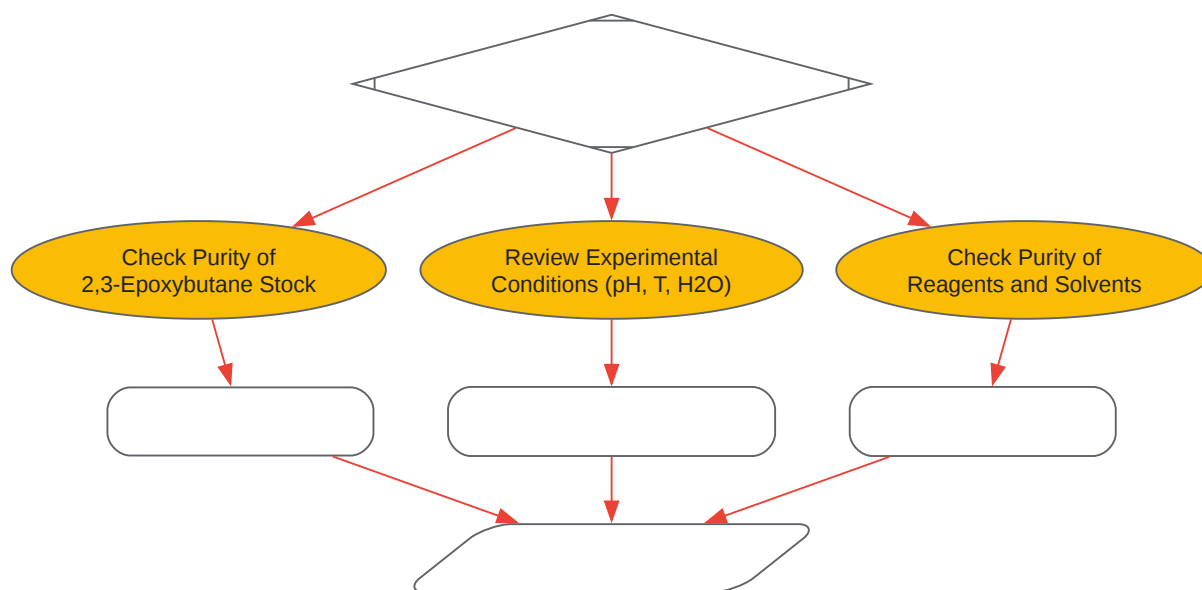 Check Purity of
2,3-Epoxybutane Stock
Review Experimental
Conditions (pH, T, H2O)
Check Purity of
Reagents and Solvents